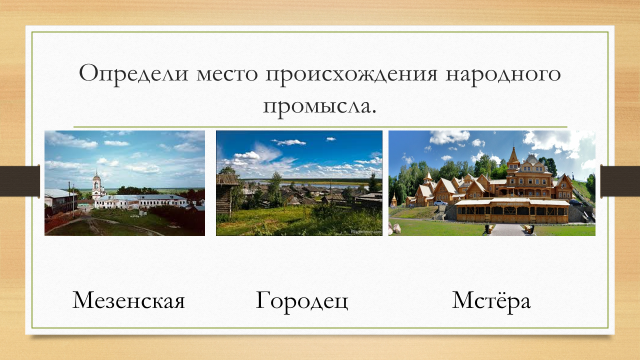 Определи место происхождения народного
промысла.
Мезенская Городец Мстёра